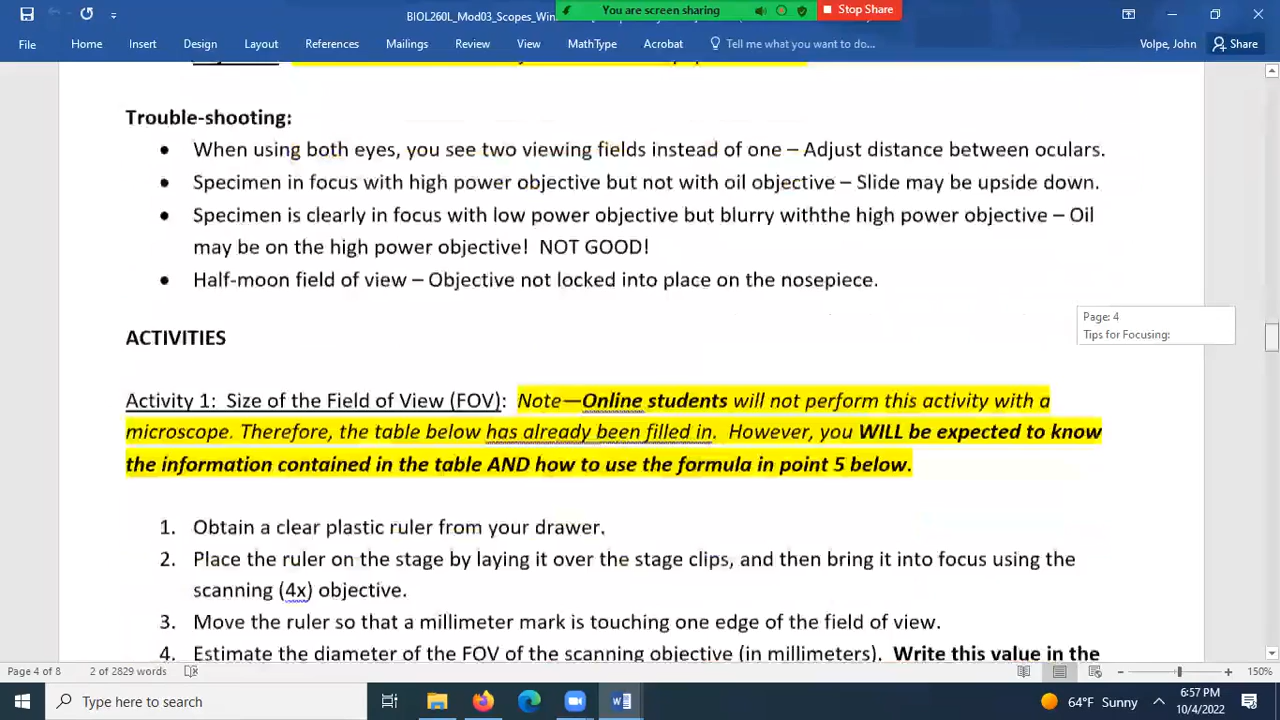 BIOL260L_Mod03_Scopes_Win
You are screen sharing
Stop Share
File Home Insert Design Layout References Mailings Review View MathType Acrobat Tell me what you want to do... Volpe, John Share
Trouble-shooting:
• When using both eyes, you see two viewing fields instead of one – Adjust distance between oculars.
• Specimen in focus with high power objective but not with oil objective – Slide may be upside down.
• Specimen is clearly in focus with low power objective but blurry withthe high power objective – Oil
may be on the high power objective! NOT GOOD!
• Half-moon field of view – Objective not locked into place on the nosepiece.
Page: 4
Tips for Focusing:
ACTIVITIES
Activity 1: Size of the Field of View (FOV): Note—Online students will not perform this activity with a
microscope. Therefore, the table below has already been filled in. However, you WILL be expected to know
the information contained in the table AND how to use the formula in point 5 below.
1. Obtain a clear plastic ruler from your drawer.
2. Place the ruler on the stage by laying it over the stage clips, and then bring it into focus using the
scanning (4x) objective.
3. Move the ruler so that a millimeter mark is touching one edge of the field of view.
4. Estimate the diameter of the FOV of the scanning objective (in millimeters). Write this value in the
Page 4 of 8 2 of 2829 words 150%
Type here to search
64°F Sunny
6:57 PM
10/4/2022